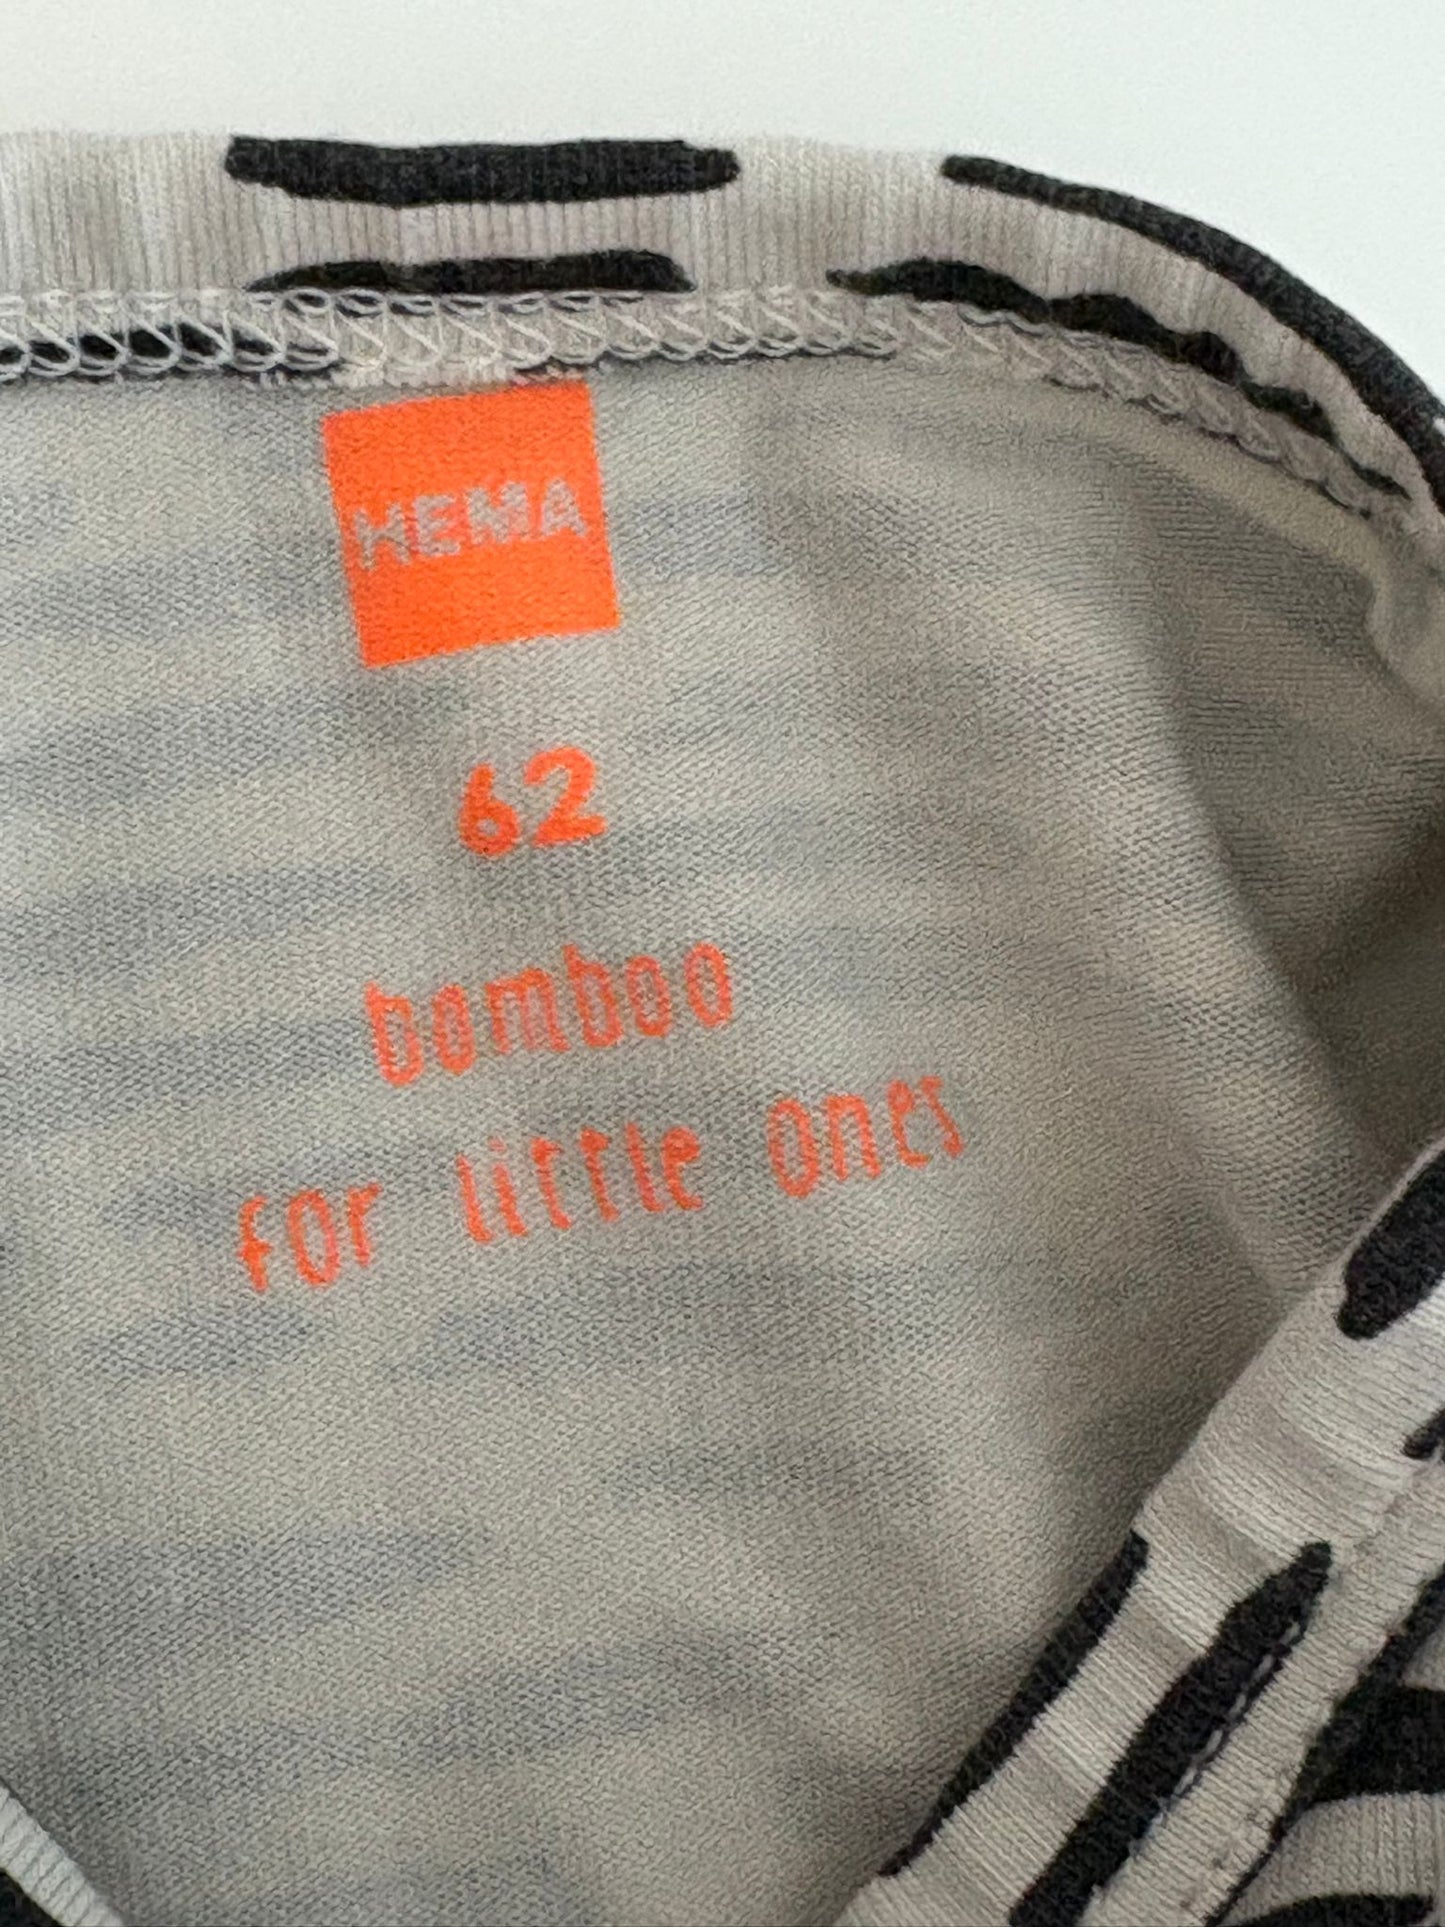 HEMA
62
bamboo
for little ones